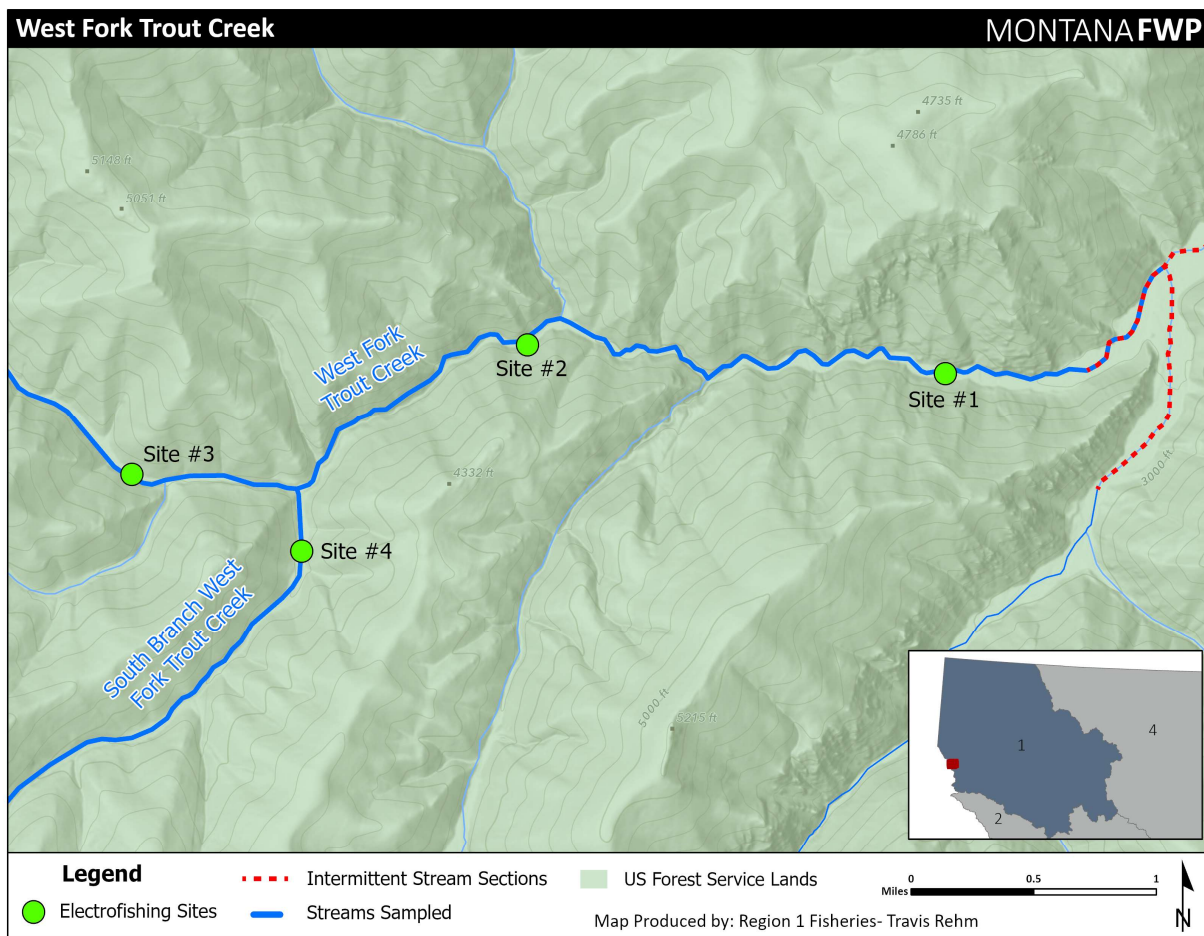 West Fork Trout Creek
MONTANA FWP
4735 ft
4786 ft
5148 ft
5051 ft
West Fork
Trout Creek
Site #2
Site #1
Site #3
4332 ft
3000 ft
Site #4
South Branch West
Fork Trout Creek
5000 ft
5215 ft
1
4
2
Legend
Electrofishing Sites
Intermittent Stream Sections
Streams Sampled
US Forest Service Lands
Map Produced by: Region 1 Fisheries- Travis Rehm
0 0.5 1
Miles
N